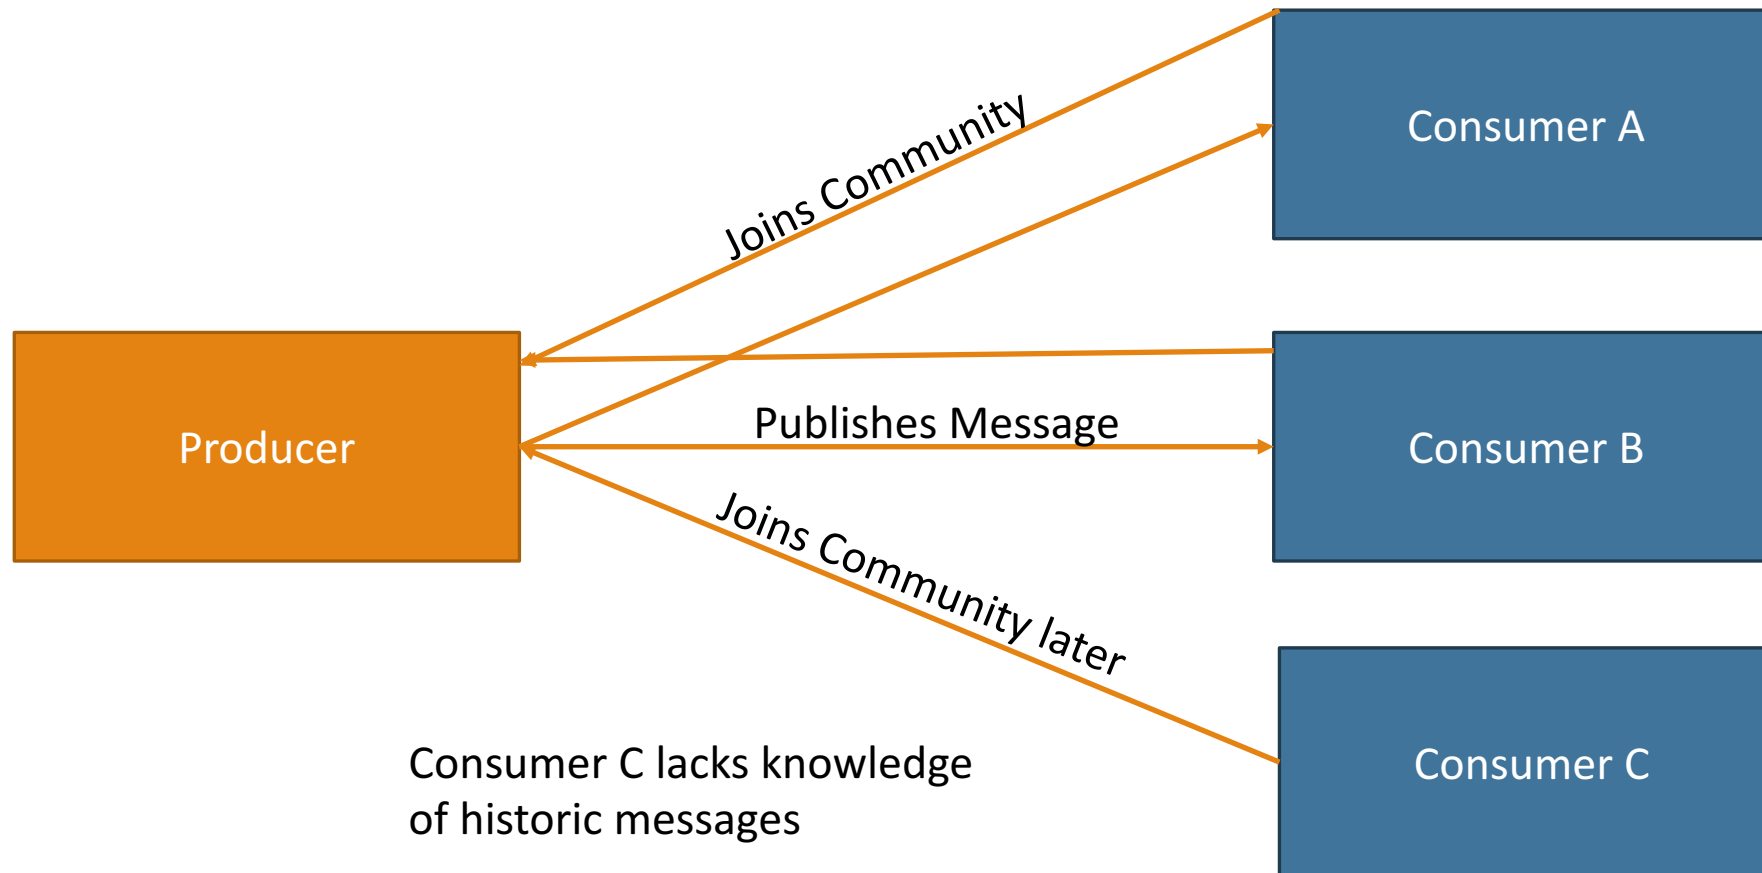 Joins Community
Consumer A
Producer
Publishes Message
Consumer B
Joins Community later
Consumer C lacks knowledge
of historic messages
Consumer C